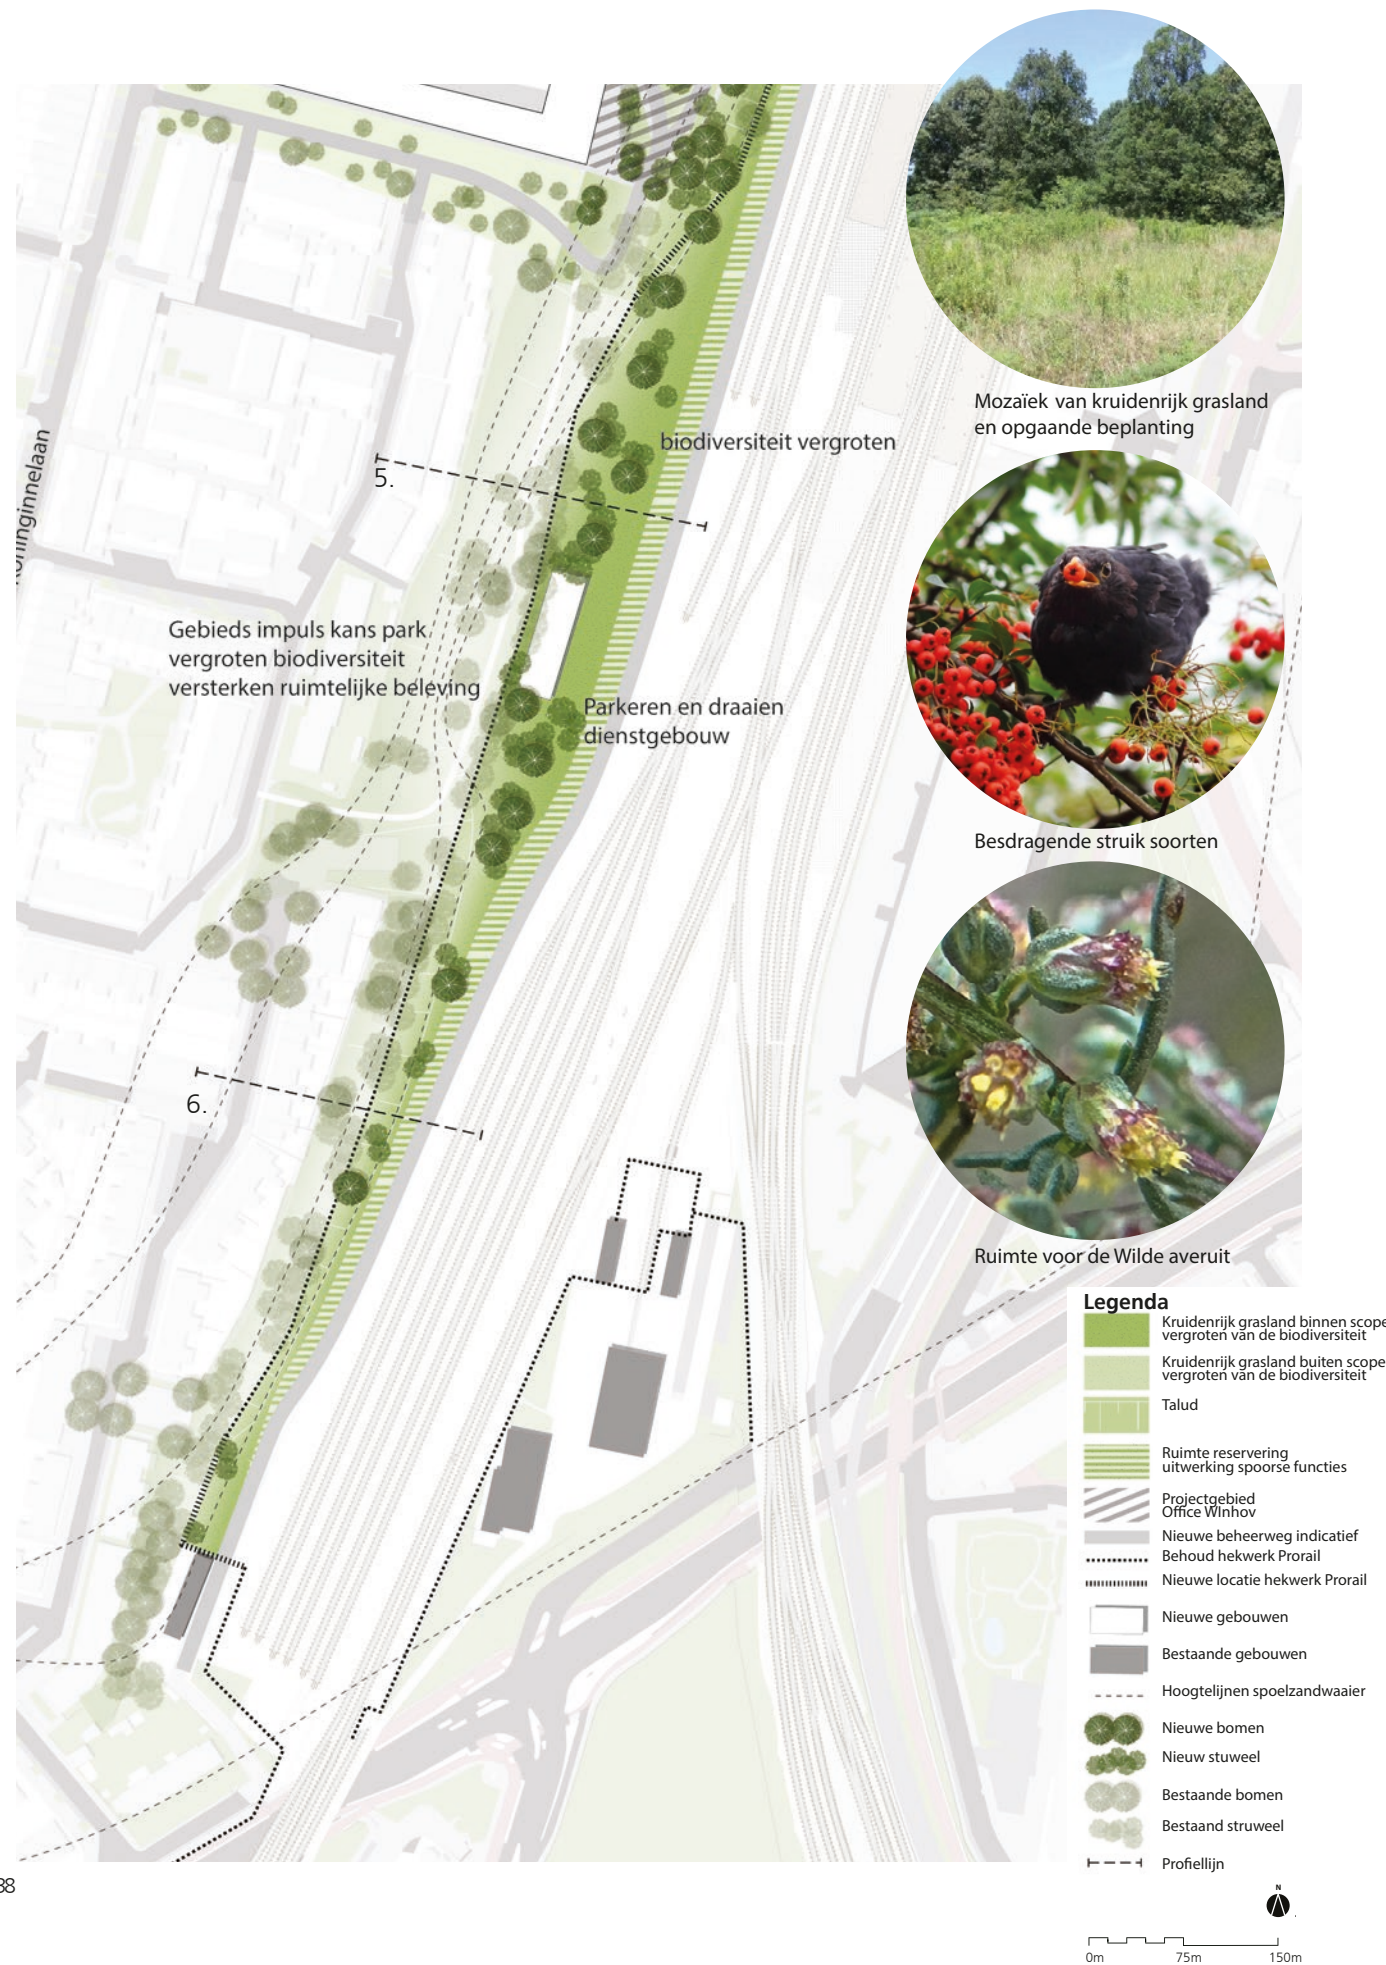 Mozaïek van kruidenrijk grasland
en opgaande beplanting
biodiversiteit vergroten
5.
Gebieds impuls kans park
vergroten biodiversiteit
versterken ruimtelijke beleving
Parkeren en draaien
dienstgebouw
Besdragende struik soorten
6.
Ruimte voor de Wilde averuit
Legenda
Kruidenrijk grasland binnen scope
vergroten van de biodiversiteit
Kruidenrijk grasland buiten scope
vergroten van de biodiversiteit
Talud
Ruimte reservering
uitwerking spoorse functies
Projectgebied
Office WInhov
Nieuwe beheerweg indicatief
Behoud hekwerk Prorail
Nieuwe locatie hekwerk Prorail
Nieuwe gebouwen
Bestaande gebouwen
Hoogtelijnen spoelzandwaaier
Nieuwe bomen
Nieuw stuweel
Bestaande bomen
Bestaand struweel
Profiellijn
N
0m 75m 150m